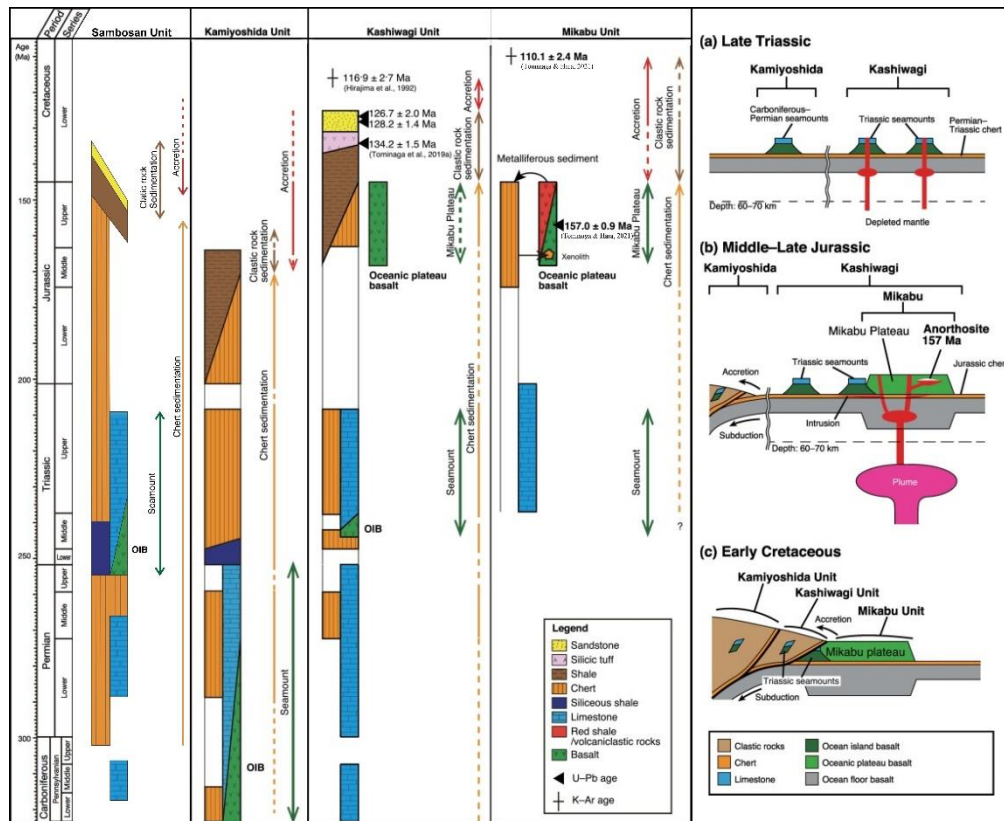 Period
Series
Sambosan Unit
Kamiyoshida Unit
Kashiwagi Unit
Mikabu Unit
Age
(Ma)
Cretaceous
Lower
Jurassic
Upper
Middle
Lower
Triassic
Upper
Middle
Lower
Permian
Upper
Middle
Lower
Carboniferous
Pennsylvanian
Upper
Middle
Lower
150
200
250
300
Clatic rock
Sedimentation
Accretion
Chert sedimentation
Seamount
OIB
Accretion
Clastic rock
sedimentation
Chert sedimentation
Seamount
OIB
116·9 ± 2·7 Ma
(Hirajima et al., 1992)
126.7 ± 2.0 Ma
128.2 ± 1.4 Ma
134.2 ± 1.5 Ma
(Tominaga et al., 2019a)
Accretion
Clastic rock
sedimentation
Mikabu Plateau
Oceanic plateau
basalt
Chert sedimentation
Seamount
OIB
110.1 ± 2.4 Ma
(Tominaga & Hara, 2021)
Metalliferous sediment
157.0 ± 0.9 Ma
(Tominaga & Hara, 2021)
Xenolith
Oceanic plateau
basalt
Accretion
Clastic rock sedimentation
Mikabu Plateau
Chert sedimentation
Seamount
?
Legend
Sandstone
Silicic tuff
Shale
Chert
Siliceous shale
Limestone
Red shale
/volcaniclastic rocks
Basalt
U–Pb age
K–Ar age
(a) Late Triassic
Kamiyoshida
Kashiwagi
Carboniferous–
Permian seamounts
Triassic seamounts
Permian–
Triassic chert
Depth: 60–70 km
Depleted mantle
(b) Middle–Late Jurassic
Kamiyoshida
Kashiwagi
Mikabu
Mikabu Plateau
Anorthosite
157 Ma
Triassic seamounts
Jurassic cher
Accretion
Intrusion
Subduction
Depth: 60–70 km
Plume
(c) Early Cretaceous
Kamiyoshida Unit
Kashiwagi Unit
Mikabu Unit
Accretion
Mikabu plateau
Triassic seamounts
Subduction
Clastic rocks
Chert
Limestone
Ocean island basalt
Oceanic plateau basalt
Ocean floor basalt